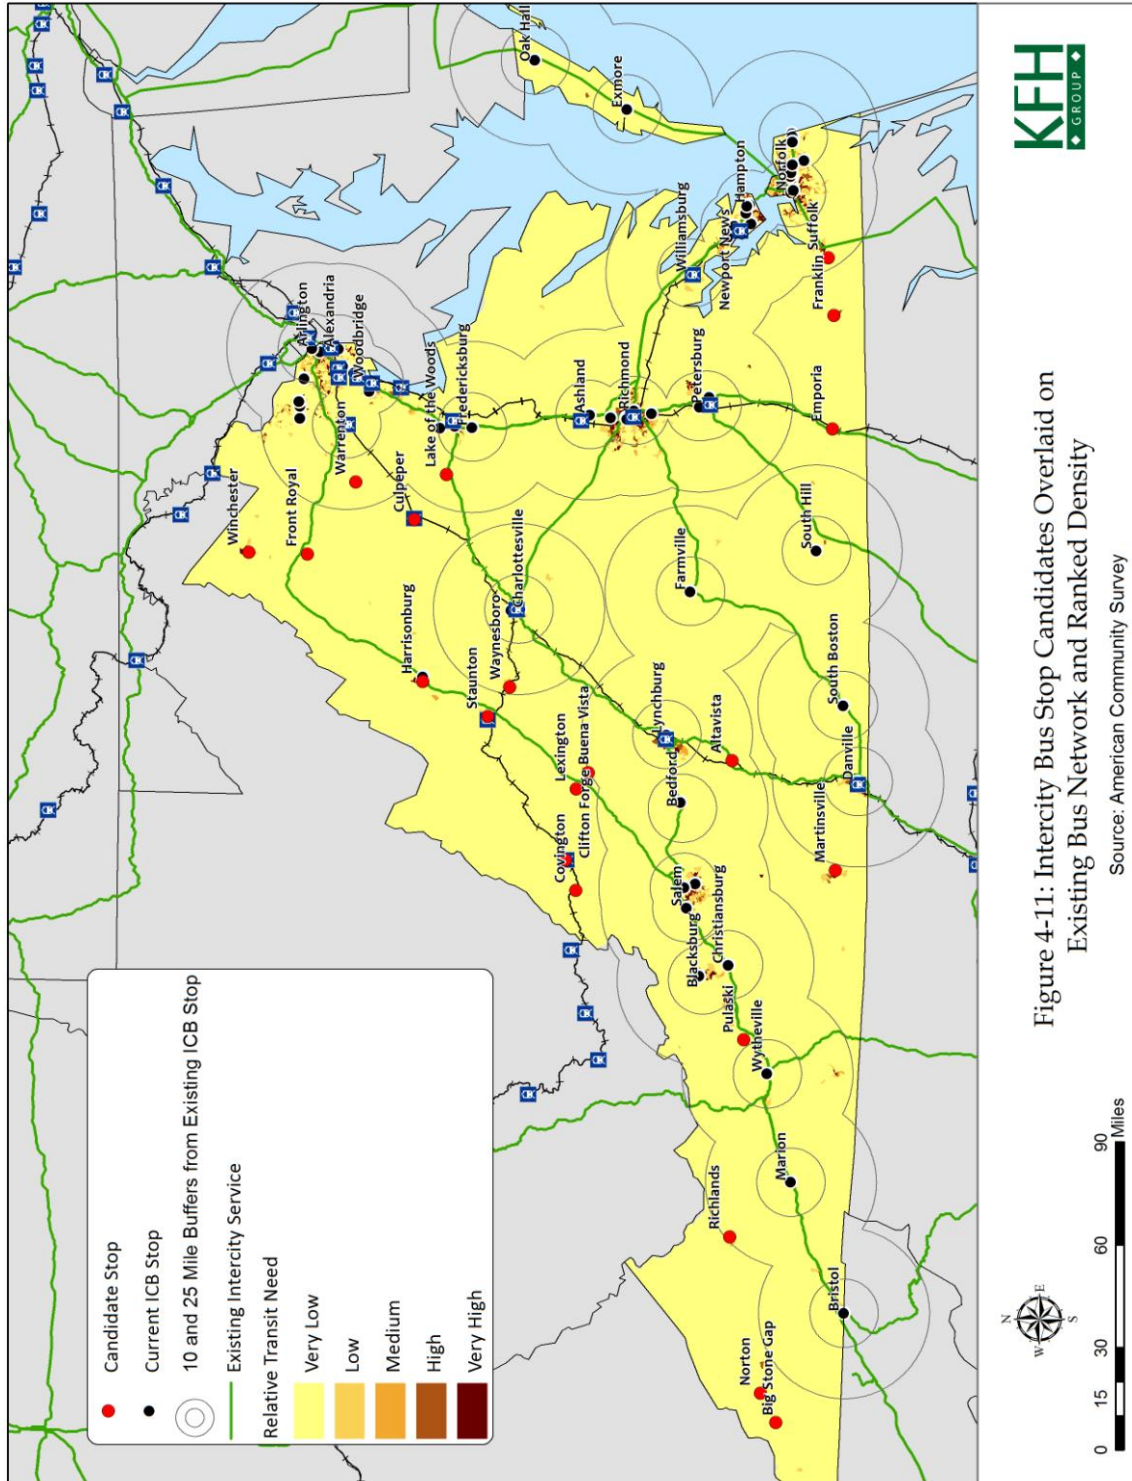 Candidate Stop
Current ICB Stop
10 and 25 Mile Buffers from Existing ICB Stop
Existing Intercity Service
Relative Transit Need
Very Low
Low
Medium
High
Very High
Oak Hall
Exmore
Arlington
Alexandria
Woodbridge
Winchester
Front Royal
Warrenton
Culpeper
Lake of the Woods
Fredericksburg
Harrisonburg
Staunton
Waynesboro
Charlottesville
Ashland
Richmond
Williamsburg
Newport News
Hampton
Norfolk
Suffolk
Franklin
Petersburg
Emporia
Lexington
Buena Vista
Clifton Forge
Covington
Lynchburg
Bedford
Altavista
Farmville
South Hill
South Boston
Danville
Martinsville
Salem
Blacksburg
Christiansburg
Pulaski
Wytheville
Marion
Richlands
Bristol
Norton
Big Stone Gap
N
W E
S
0 15 30 60 90
Miles
Figure 4-11: Intercity Bus Stop Candidates Overlaid on
Existing Bus Network and Ranked Density
Source: American Community Survey
KFH
GROUP